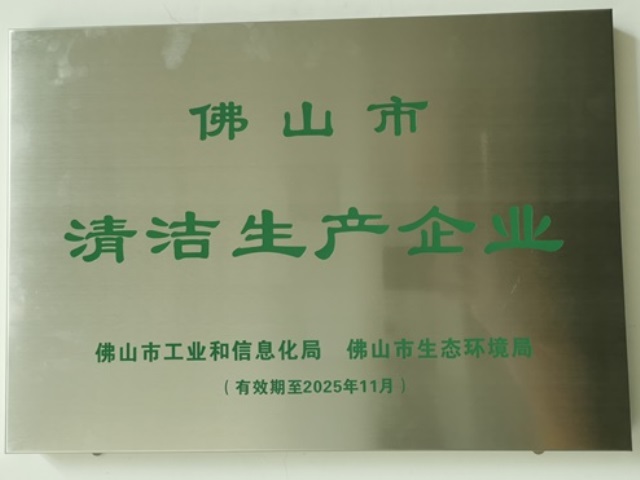 佛山市
清洁生产企业
佛山市工业和信息化局 佛山市生态环境局
（有效期至2025年11月）